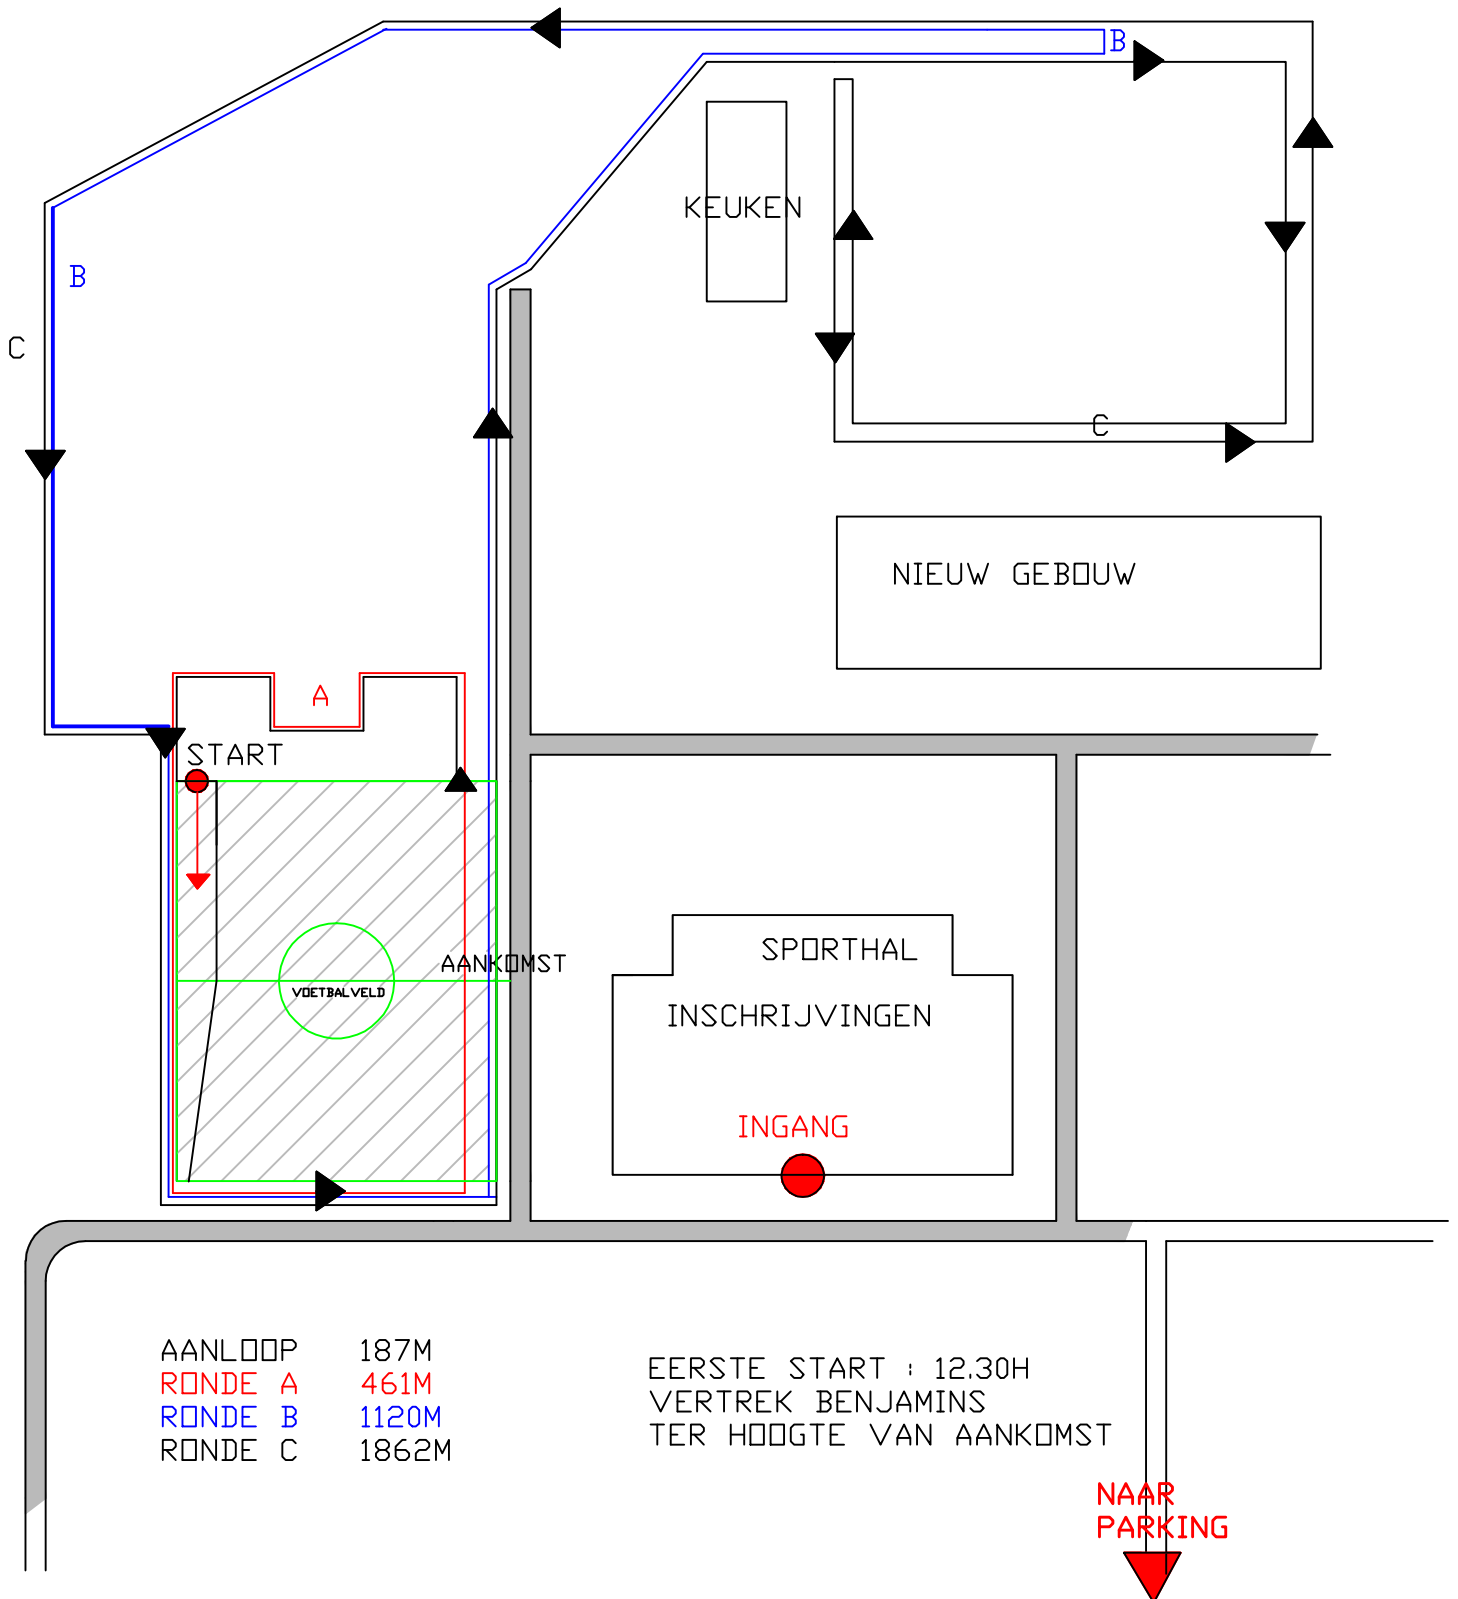 B
KEUKEN
B
C
C
NIEUW GEBOUW
A
START
SPORTHAL
AANKOMST
VOETBALVELD
INSCHRIJVINGEN
INGANG
AANLOOP 187M
RONDE A 461M
RONDE B 1120M
RONDE C 1862M
EERSTE START : 12.30H
VERTREK BENJAMINS
TER HOOGTE VAN AANKOMST
NAAR
PARKING